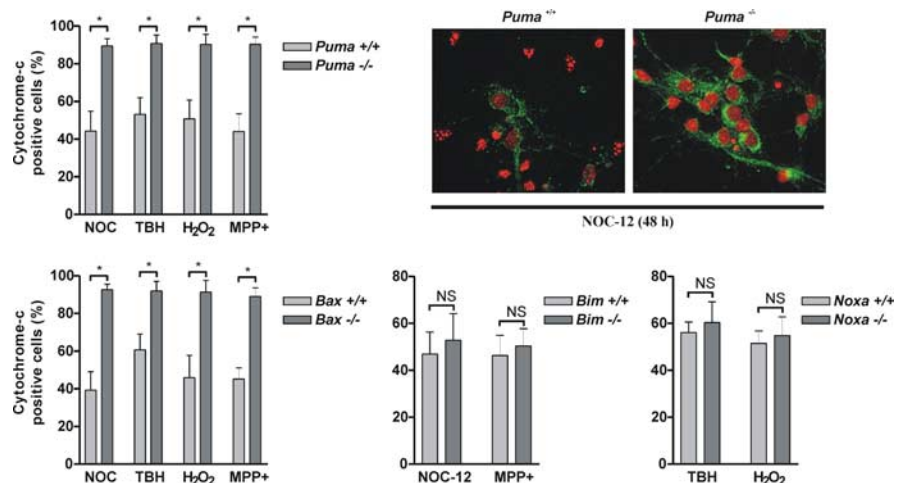 Cytochrome-c
positive cells (%)
100
80
60
40
20
0
* * * *
Puma +/+
Puma -/-
NOC TBH H₂O₂ MPP+
Puma +/+
Puma -/-
NOC-12 (48 h)
Cytochrome-c
positive cells (%)
100
80
60
40
20
0
* * * *
Bax +/+
Bax -/-
NOC TBH H₂O₂ MPP+
80
60
40
20
0
NS NS
Bim +/+
Bim -/-
NOC-12 MPP+
80
60
40
20
0
NS NS
Noxa +/+
Noxa -/-
TBH H₂O₂